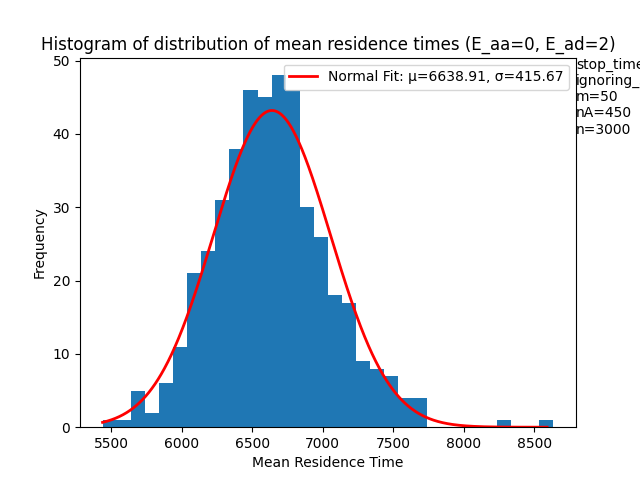 Histogram of distribution of mean residence times (E_aa=0, E_ad=2)
Normal Fit: μ=6638.91, σ=415.67
stop_time
ignoring_
m=50
nA=450
n=3000
Frequency
50
40
30
20
10
0
5500 6000 6500 7000 7500 8000 8500
Mean Residence Time